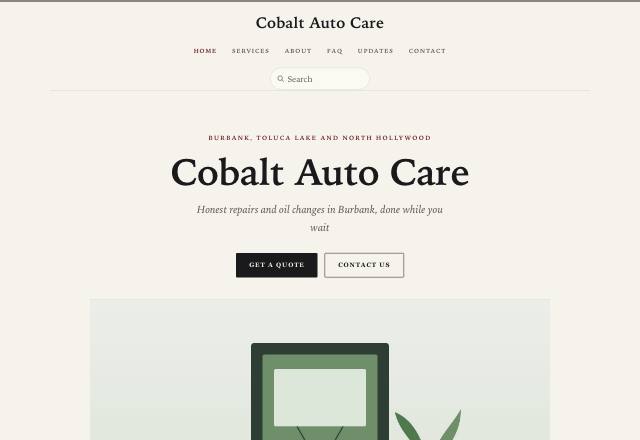 Cobalt Auto Care
HOME SERVICES ABOUT FAQ UPDATES CONTACT
Search
BURBANK, TOLUCA LAKE AND NORTH HOLLYWOOD
Cobalt Auto Care
Honest repairs and oil changes in Burbank, done while you
wait
GET A QUOTE CONTACT US